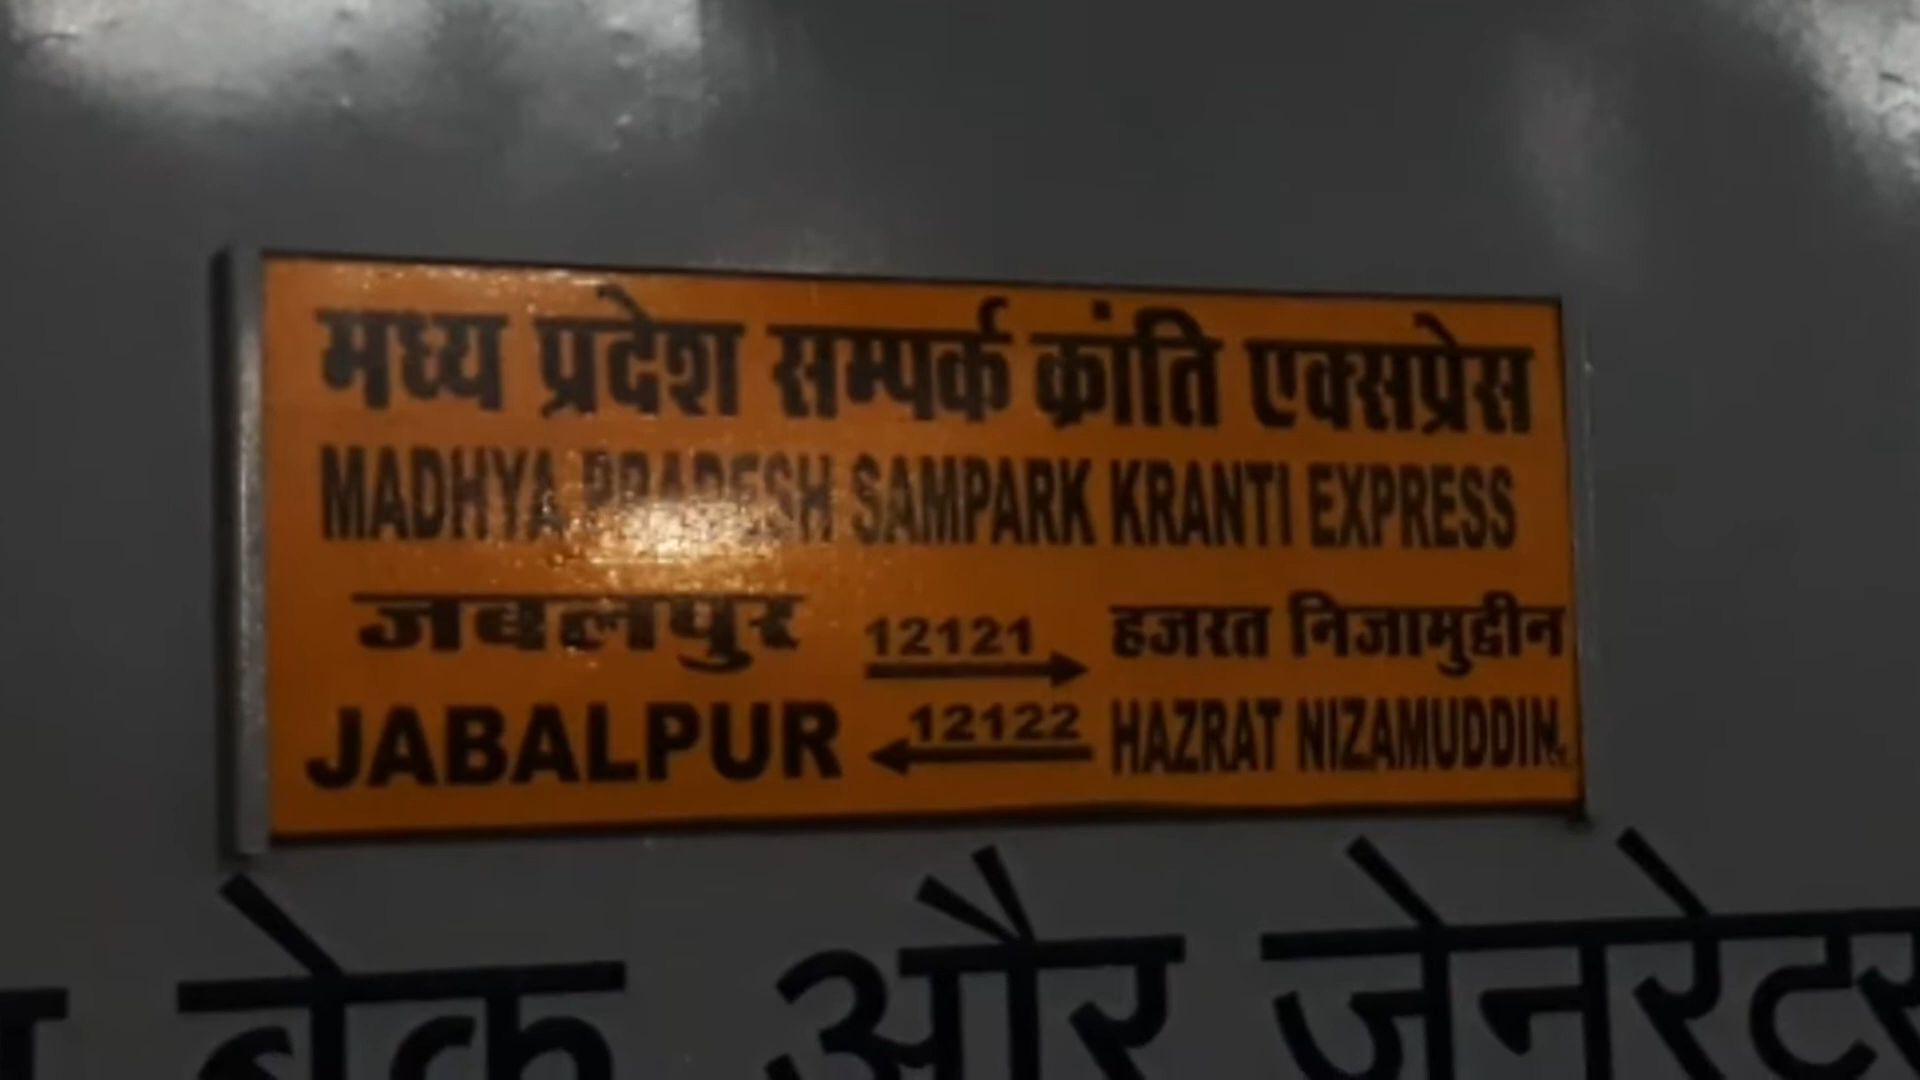 मध्य प्रदेश सम्पर्क क्रांति एक्सप्रेस
MADHYA PRADESH SAMPARK KRANTI EXPRESS
जबलपुर 12121 हजरत निजामुद्दीन
JABALPUR 12122 HAZRAT NIZAMUDDIN
ब्रेक और जेनरेटर